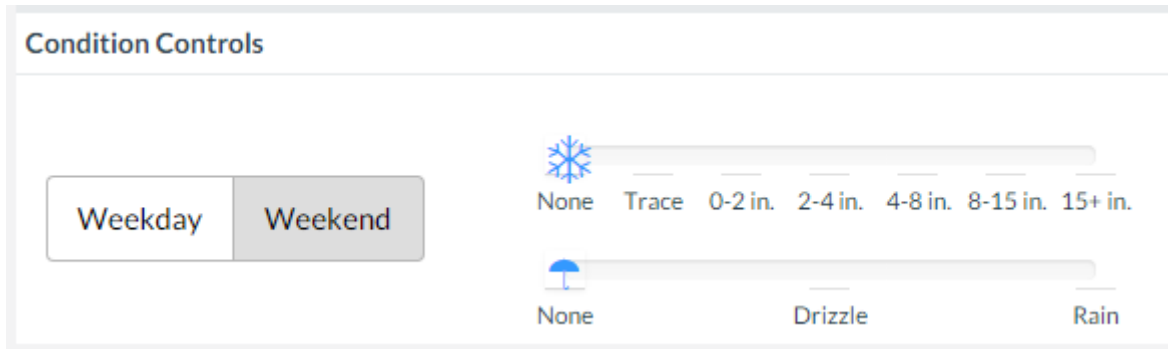 Condition Controls
Weekday Weekend
None Trace 0-2 in. 2-4 in. 4-8 in. 8-15 in. 15+ in.
None Drizzle Rain